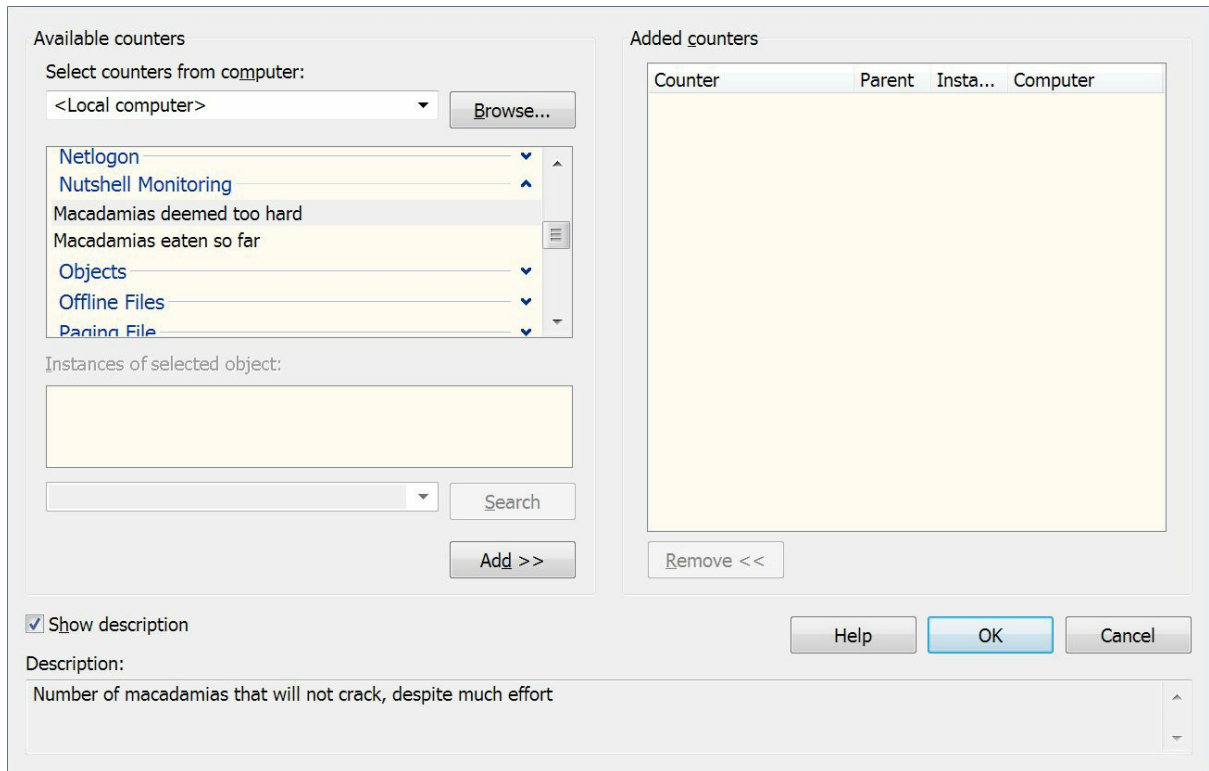 Available counters
Select counters from computer:
<Local computer>
Browse...
Netlogon
Nutshell Monitoring
Macadamias deemed too hard
Macadamias eaten so far
Objects
Offline Files
Paging File
Instances of selected object:
Search
Add >>
Added counters
Counter Parent Insta... Computer
Remove <<
Show description
Help OK Cancel
Description:
Number of macadamias that will not crack, despite much effort